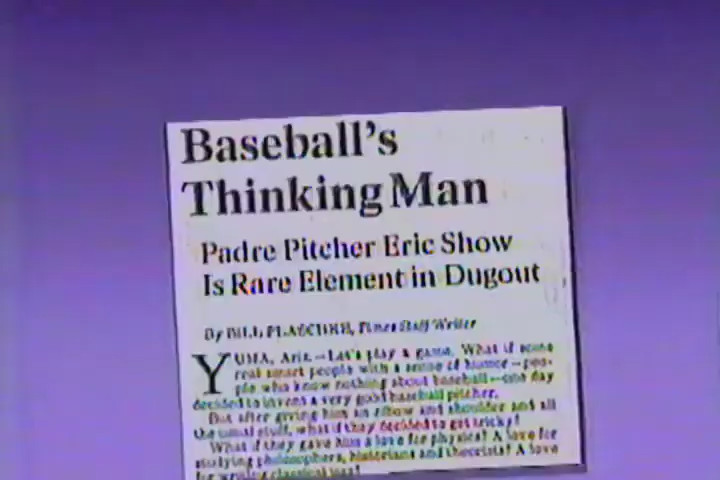 Baseball's
Thinking Man
Padre Pitcher Eric Show
Is Rare Element in Dugout
By BILL PLASCHKE, Times Staff Writer
YUMA, Ariz.—Let's play a game. What if some
real smart people with a sense of humor—peo-
ple who know nothing about baseball—one day
decided to invent a very good baseball pitcher.
But after giving him an elbow and shoulder and all
the usual stuff, what if they decided to get tricky?
What if they gave him a love for physics? A love for
studying philosophers, historians and theorists? A love
for writing classical jazz?